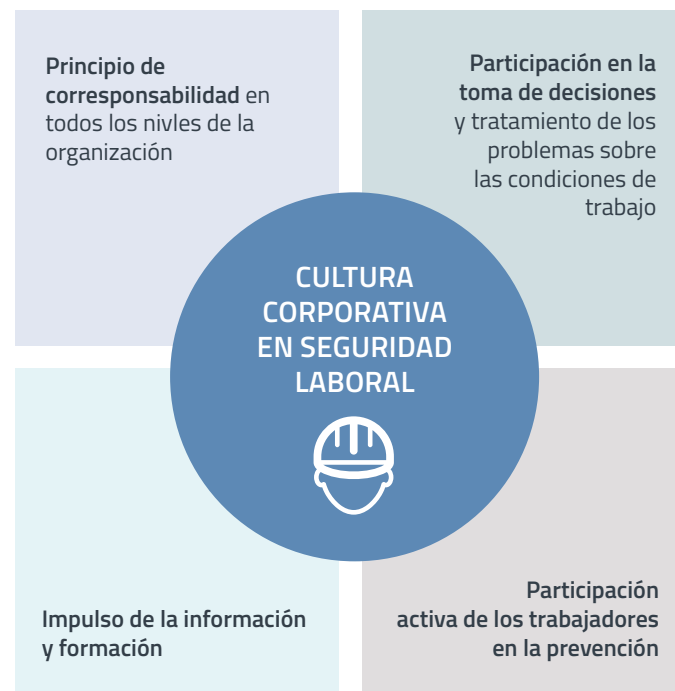 Principio de
corresponsabilidad en
todos los nivles de la
organización
Participación en la
toma de decisiones
y tratamiento de los
problemas sobre
las condiciones de
trabajo
CULTURA
CORPORATIVA
EN SEGURIDAD
LABORAL
Impulso de la información
y formación
Participación
activa de los trabajadores
en la prevención